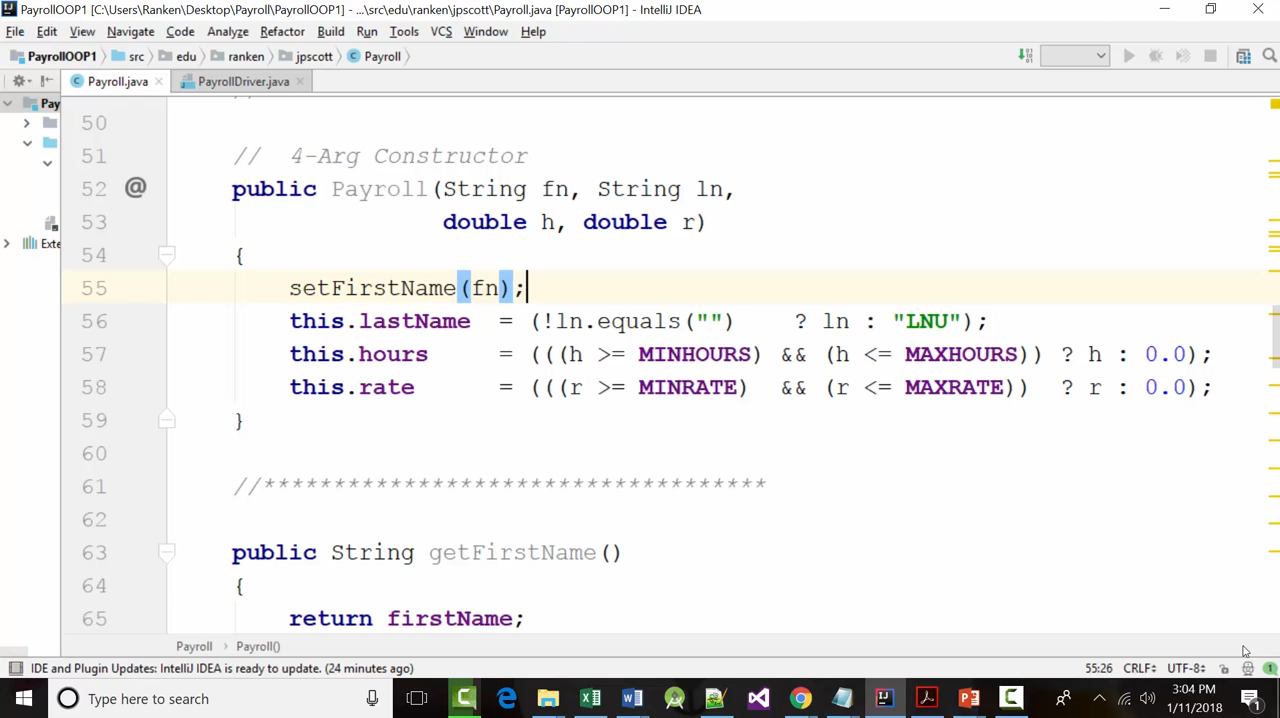 PayrollOOP1 [C:\Users\Ranken\Desktop\Payroll\PayrollOOP1] - ...\src\edu\ranken\jpscott\Payroll.java [PayrollOOP1] - IntelliJ IDEA
File Edit View Navigate Code Analyze Refactor Build Run Tools VCS Window Help
PayrollOOP1 src edu ranken jpscott Payroll
Payroll.java PayrollDriver.java
Pay
50
51 // 4-Arg Constructor
52 @ public Payroll(String fn, String ln,
53 double h, double r)
54 {
55 setFirstName(fn);
56 this.lastName = (!ln.equals("") ? ln : "LNU");
57 this.hours = (((h >= MINHOURS) && (h <= MAXHOURS)) ? h : 0.0);
58 this.rate = (((r >= MINRATE) && (r <= MAXRATE)) ? r : 0.0);
59 }
60
61 //************************************
62
63 public String getFirstName()
64 {
65 return firstName;
Exte
Payroll Payroll()
IDE and Plugin Updates: IntelliJ IDEA is ready to update. (24 minutes ago) 55:26 CRLF UTF-8 1
Type here to search
3:04 PM
1/11/2018
1